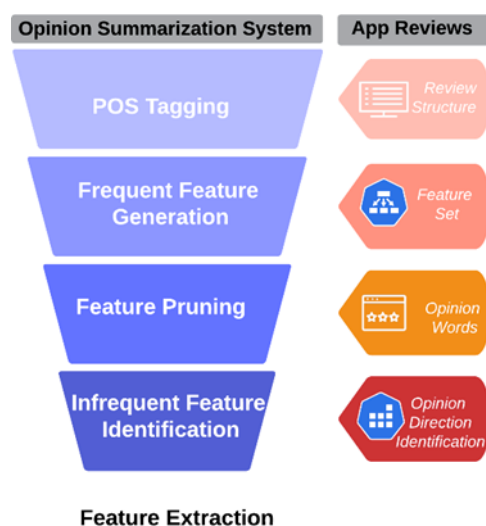 Opinion Summarization System
App Reviews
POS Tagging
Review
Structure
Frequent Feature
Generation
Feature
Set
Feature Pruning
Opinion
Words
Infrequent Feature
Identification
Opinion
Direction
Identification
Feature Extraction